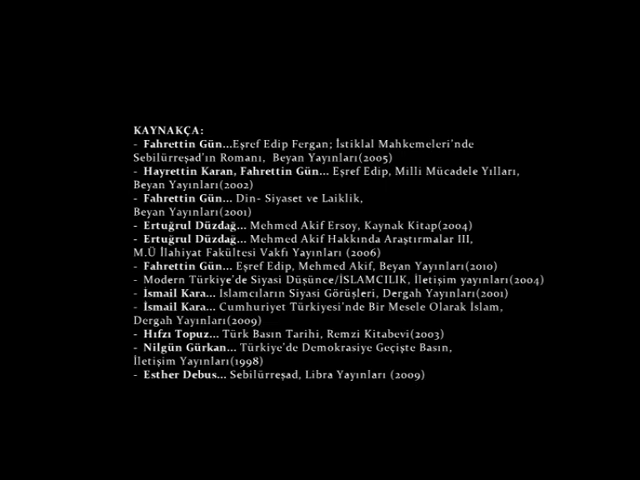 KAYNAKÇA:
- Fahrettin Gün...Eşref Edip Fergan; İstiklal Mahkemeleri'nde
Sebilürreşad'ın Romanı, Beyan Yayınları(2005)
- Hayrettin Karan, Fahrettin Gün... Eşref Edip, Milli Mücadele Yılları,
Beyan Yayınları(2002)
- Fahrettin Gün... Din- Siyaset ve Laiklik,
Beyan Yayınları(2001)
- Ertuğrul Düzdağ... Mehmed Akif Ersoy, Kaynak Kitap(2004)
- Ertuğrul Düzdağ... Mehmed Akif Hakkında Araştırmalar III,
M.Ü İlahiyat Fakültesi Vakfı Yayınları (2006)
- Fahrettin Gün... Eşref Edip, Mehmed Akif, Beyan Yayınları(2010)
- Modern Türkiye'de Siyasi Düşünce/İSLAMCILIK, İletişim yayınları(2004)
- İsmail Kara... İslamcıların Siyasi Görüşleri, Dergah Yayınları(2001)
- İsmail Kara... Cumhuriyet Türkiyesi'nde Bir Mesele Olarak İslam,
Dergah Yayınları(2009)
- Hıfzı Topuz... Türk Basın Tarihi, Remzi Kitabevi(2003)
- Nilgün Gürkan... Türkiye'de Demokrasiye Geçişte Basın,
İletişim Yayınları(1998)
- Esther Debus... Sebilürreşad, Libra Yayınları (2009)